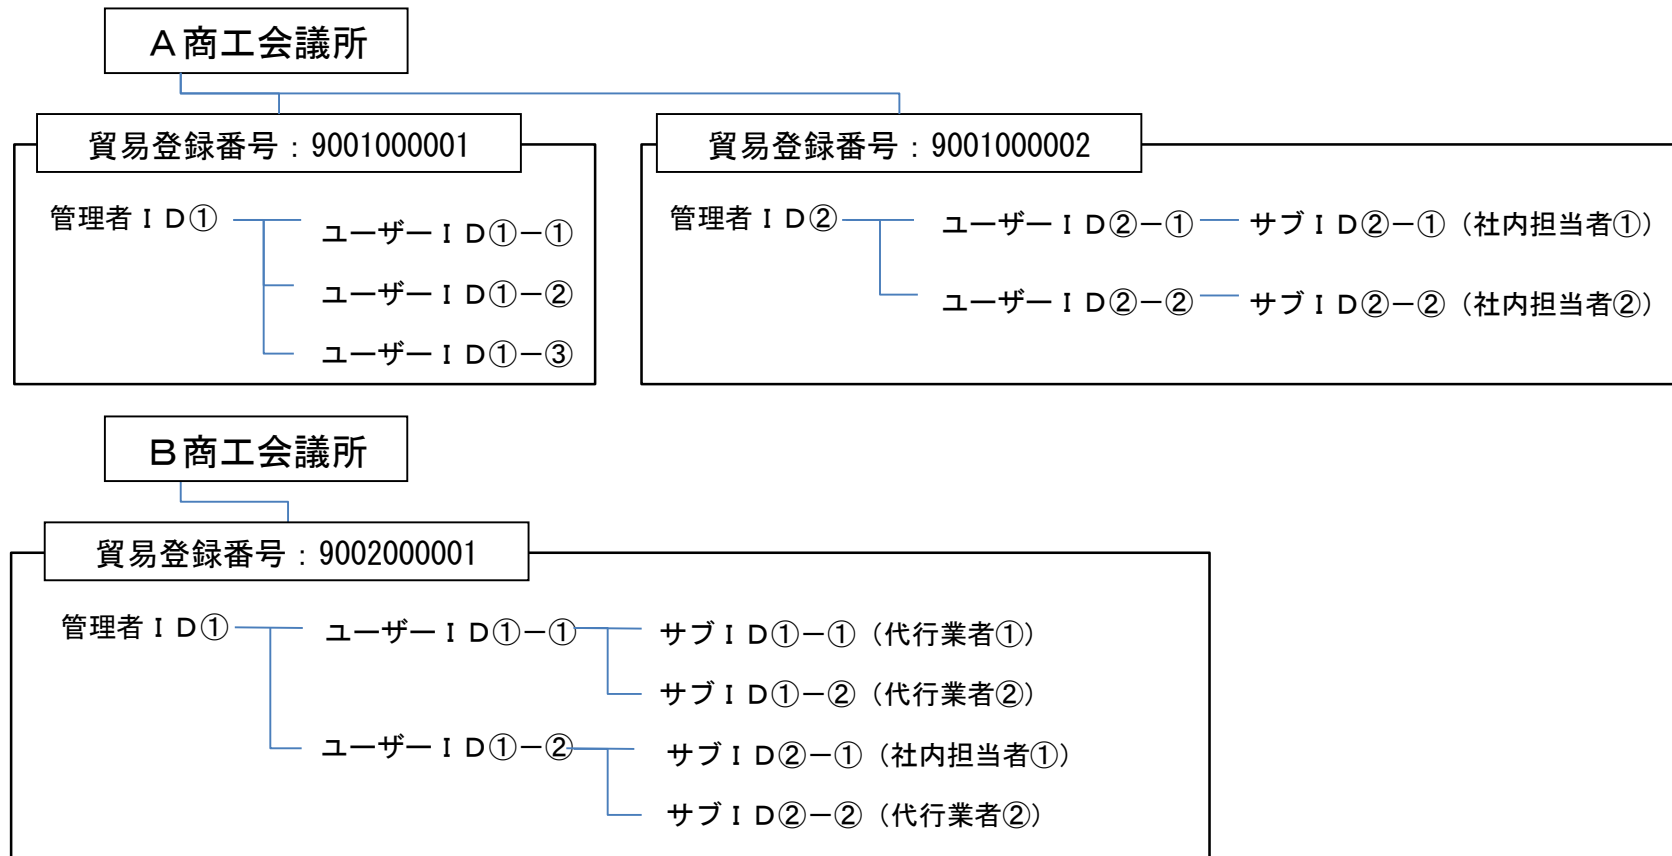 A商工会議所
貿易登録番号：9001000001
管理者ＩＤ①
ユーザーＩＤ①－①
ユーザーＩＤ①－②
ユーザーＩＤ①－③
貿易登録番号：9001000002
管理者ＩＤ②
ユーザーＩＤ②－① サブＩＤ②－①（社内担当者①）
ユーザーＩＤ②－② サブＩＤ②－②（社内担当者②）
Ｂ商工会議所
貿易登録番号：9002000001
管理者ＩＤ①
ユーザーＩＤ①－①
サブＩＤ①－①（代行業者①）
サブＩＤ①－②（代行業者②）
ユーザーＩＤ①－②
サブＩＤ②－①（社内担当者①）
サブＩＤ②－②（代行業者②）